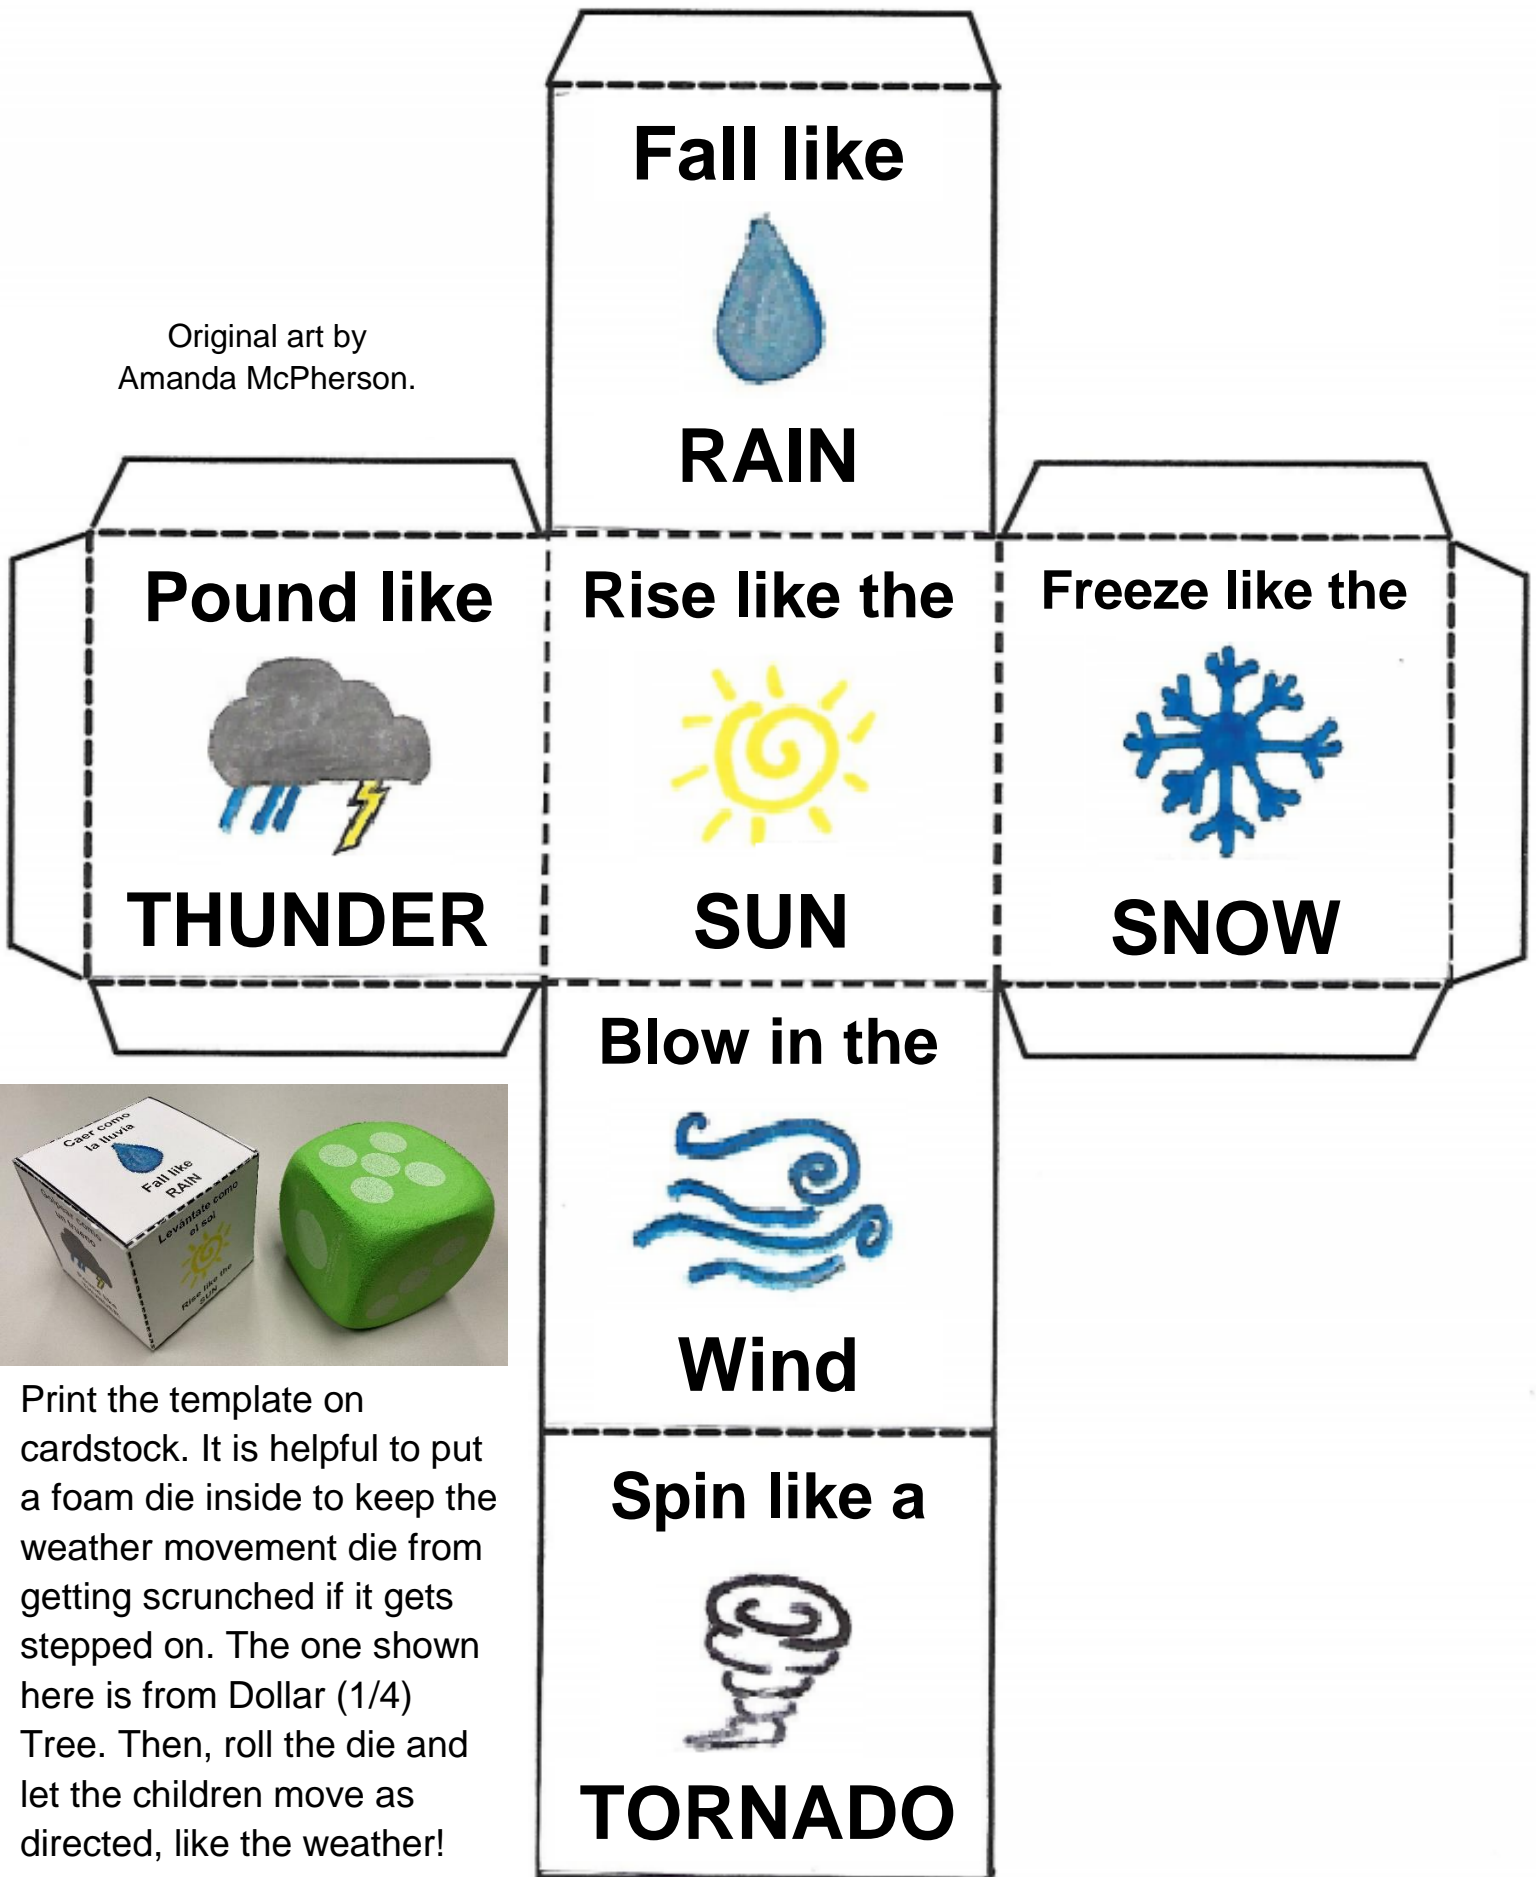 Fall like
RAIN
Original art by
Amanda McPherson.
Pound like
THUNDER
Rise like the
SUN
Freeze like the
SNOW
Blow in the
Wind
Spin like a
TORNADO
Caer como
la lluvia
Fall like
RAIN
Levántate como
el sol
Rise like the
SUN
Print the template on
cardstock. It is helpful to put
a foam die inside to keep the
weather movement die from
getting scrunched if it gets
stepped on. The one shown
here is from Dollar (1/4)
Tree. Then, roll the die and
let the children move as
directed, like the weather!